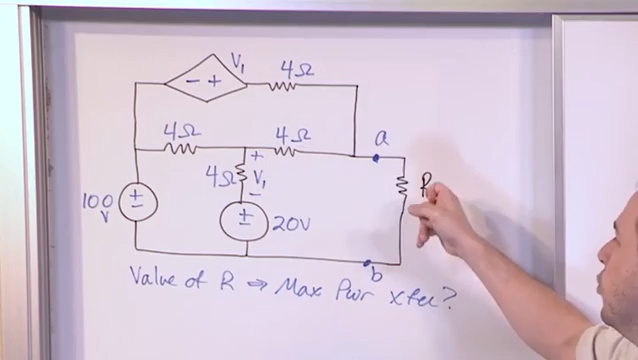 V1
4Ω
- +
4Ω
4Ω
a
+
4Ω
V1
-
R
100
V
±
±
20V
b
Value of R ⇒ Max Pwr xfer?